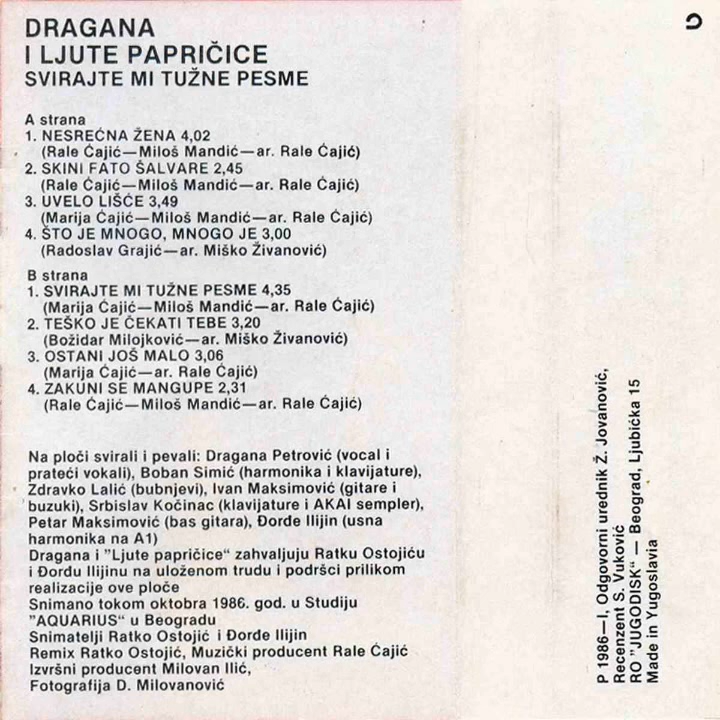 DRAGANA
I LJUTE PAPRIČICE
SVIRAJTE MI TUŽNE PESME
A strana
1. NESREĆNA ŽENA 4,02
(Rale Ćajić—Miloš Mandić—ar. Rale Ćajić)
2. SKINI FATO ŠALVARE 2,45
(Rale Ćajić—Miloš Mandić—ar. Rale Ćajić)
3. UVELO LIŠĆE 3,49
(Marija Ćajić—Miloš Mandić—ar. Rale Ćajić)
4. ŠTO JE MNOGO, MNOGO JE 3,00
(Radoslav Grajić—ar. Miško Živanović)
B strana
1. SVIRAJTE MI TUŽNE PESME 4,35
(Marija Ćajić—Miloš Mandić—ar. Rale Ćajić)
2. TEŠKO JE ČEKATI TEBE 3,20
(Božidar Milojković—ar. Miško Živanović)
3. OSTANI JOŠ MALO 3,06
(Marija Ćajić—ar. Rale Ćajić)
4. ZAKUNI SE MANGUPE 2,31
(Rale Ćajić—Miloš Mandić—ar. Rale Ćajić)
Na ploči svirali i pevali: Dragana Petrović (vocal i
prateći vokali), Boban Simić (harmonika i klavijature),
Zdravko Lalić (bubnjevi), Ivan Maksimović (gitare i
buzuki), Srbislav Kočinac (klavijature i AKAI sempler),
Petar Maksimović (bas gitara), Đorđe Ilijin (usna
harmonika na A1)
Dragana i "Ljute papričice“ zahvaljuju Ratku Ostojiću
i Đorđu Ilijinu na uloženom trudu i podršci prilikom
realizacije ove ploče
Snimano tokom oktobra 1986. god. u Studiju
"AQUARIUS“ u Beogradu
Snimatelji Ratko Ostojić i Đorđe Ilijin
Remix Ratko Ostojić, Muzički producent Rale Ćajić
Izvršni producent Milovan Ilić,
Fotografija D. Milovanović
P 1986—I, Odgovorni urednik Ž. Jovanović,
Recenzent S. Vuković
RO "JUGODISK“ — Beograd, Ljubička 15
Made in Yugoslavia